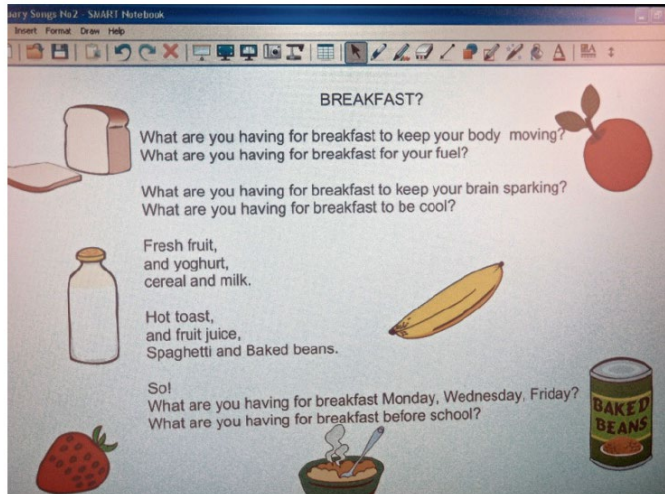 ary Songs No2 - SMART Notebook
Insert Format Draw Help
BREAKFAST?
What are you having for breakfast to keep your body moving?
What are you having for breakfast for your fuel?
What are you having for breakfast to keep your brain sparking?
What are you having for breakfast to be cool?
Fresh fruit,
and yoghurt,
cereal and milk.
Hot toast,
and fruit juice,
Spaghetti and Baked beans.
So!
What are you having for breakfast Monday, Wednesday, Friday?
What are you having for breakfast before school?
BAKED
BEANS